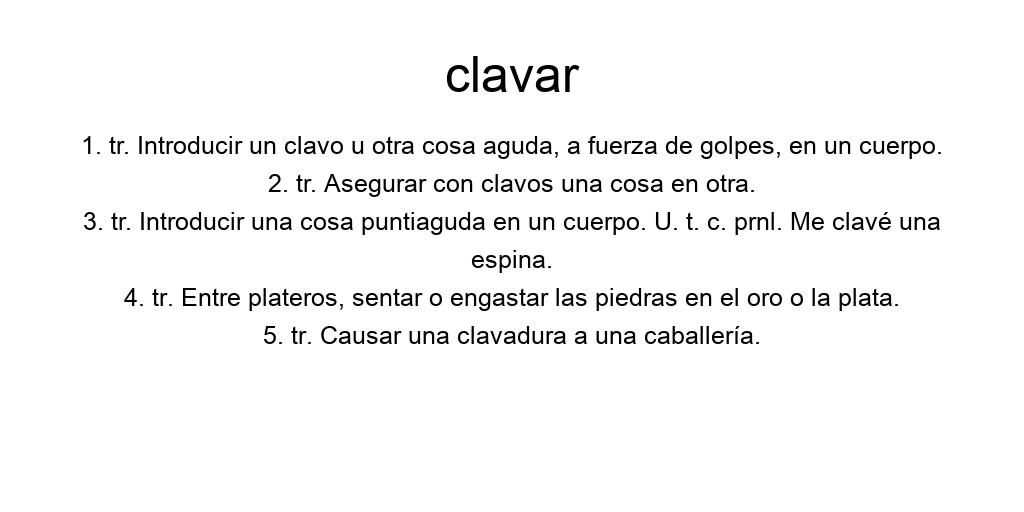 clavar
1. tr. Introducir un clavo u otra cosa aguda, a fuerza de golpes, en un cuerpo.
2. tr. Asegurar con clavos una cosa en otra.
3. tr. Introducir una cosa puntiaguda en un cuerpo. U. t. c. prnl. Me clavé una
espina.
4. tr. Entre plateros, sentar o engastar las piedras en el oro o la plata.
5. tr. Causar una clavadura a una caballería.